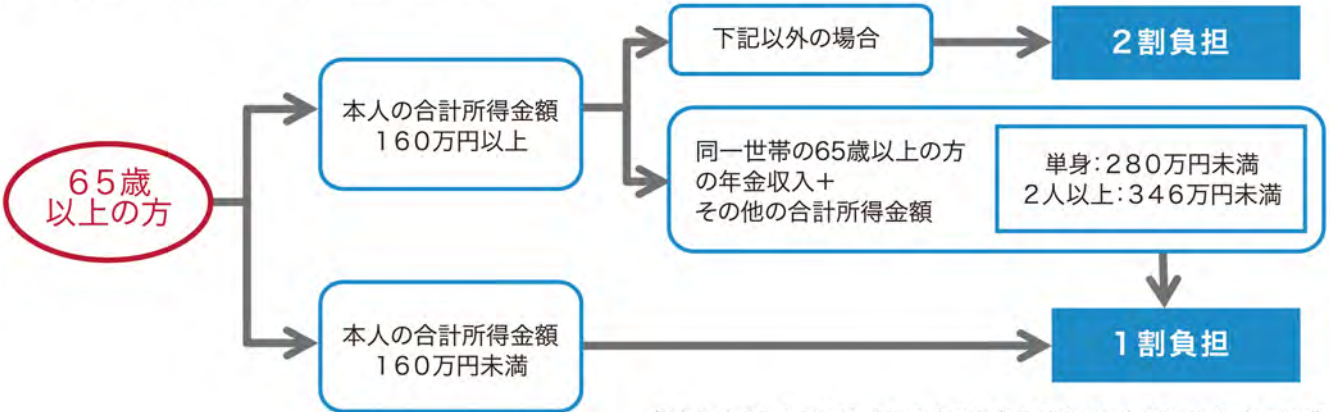 65歳
以上の方
本人の合計所得金額
160万円以上
下記以外の場合
2割負担
同一世帯の65歳以上の方
の年金収入+
その他の合計所得金額
単身:280万円未満
2人以上:346万円未満
本人の合計所得金額
160万円未満
1割負担